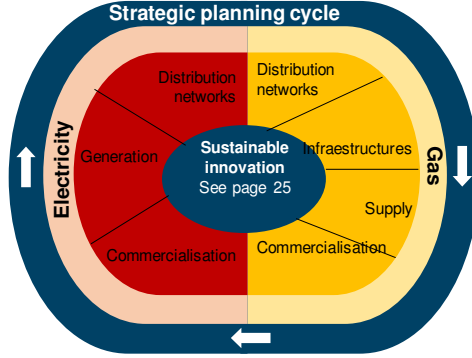 Strategic planning cycle
Distribution
networks
Distribution
networks
Generation
Infraestructures
Sustainable
innovation
See page 25
Electricity
Gas
Supply
Commercialisation
Commercialisation